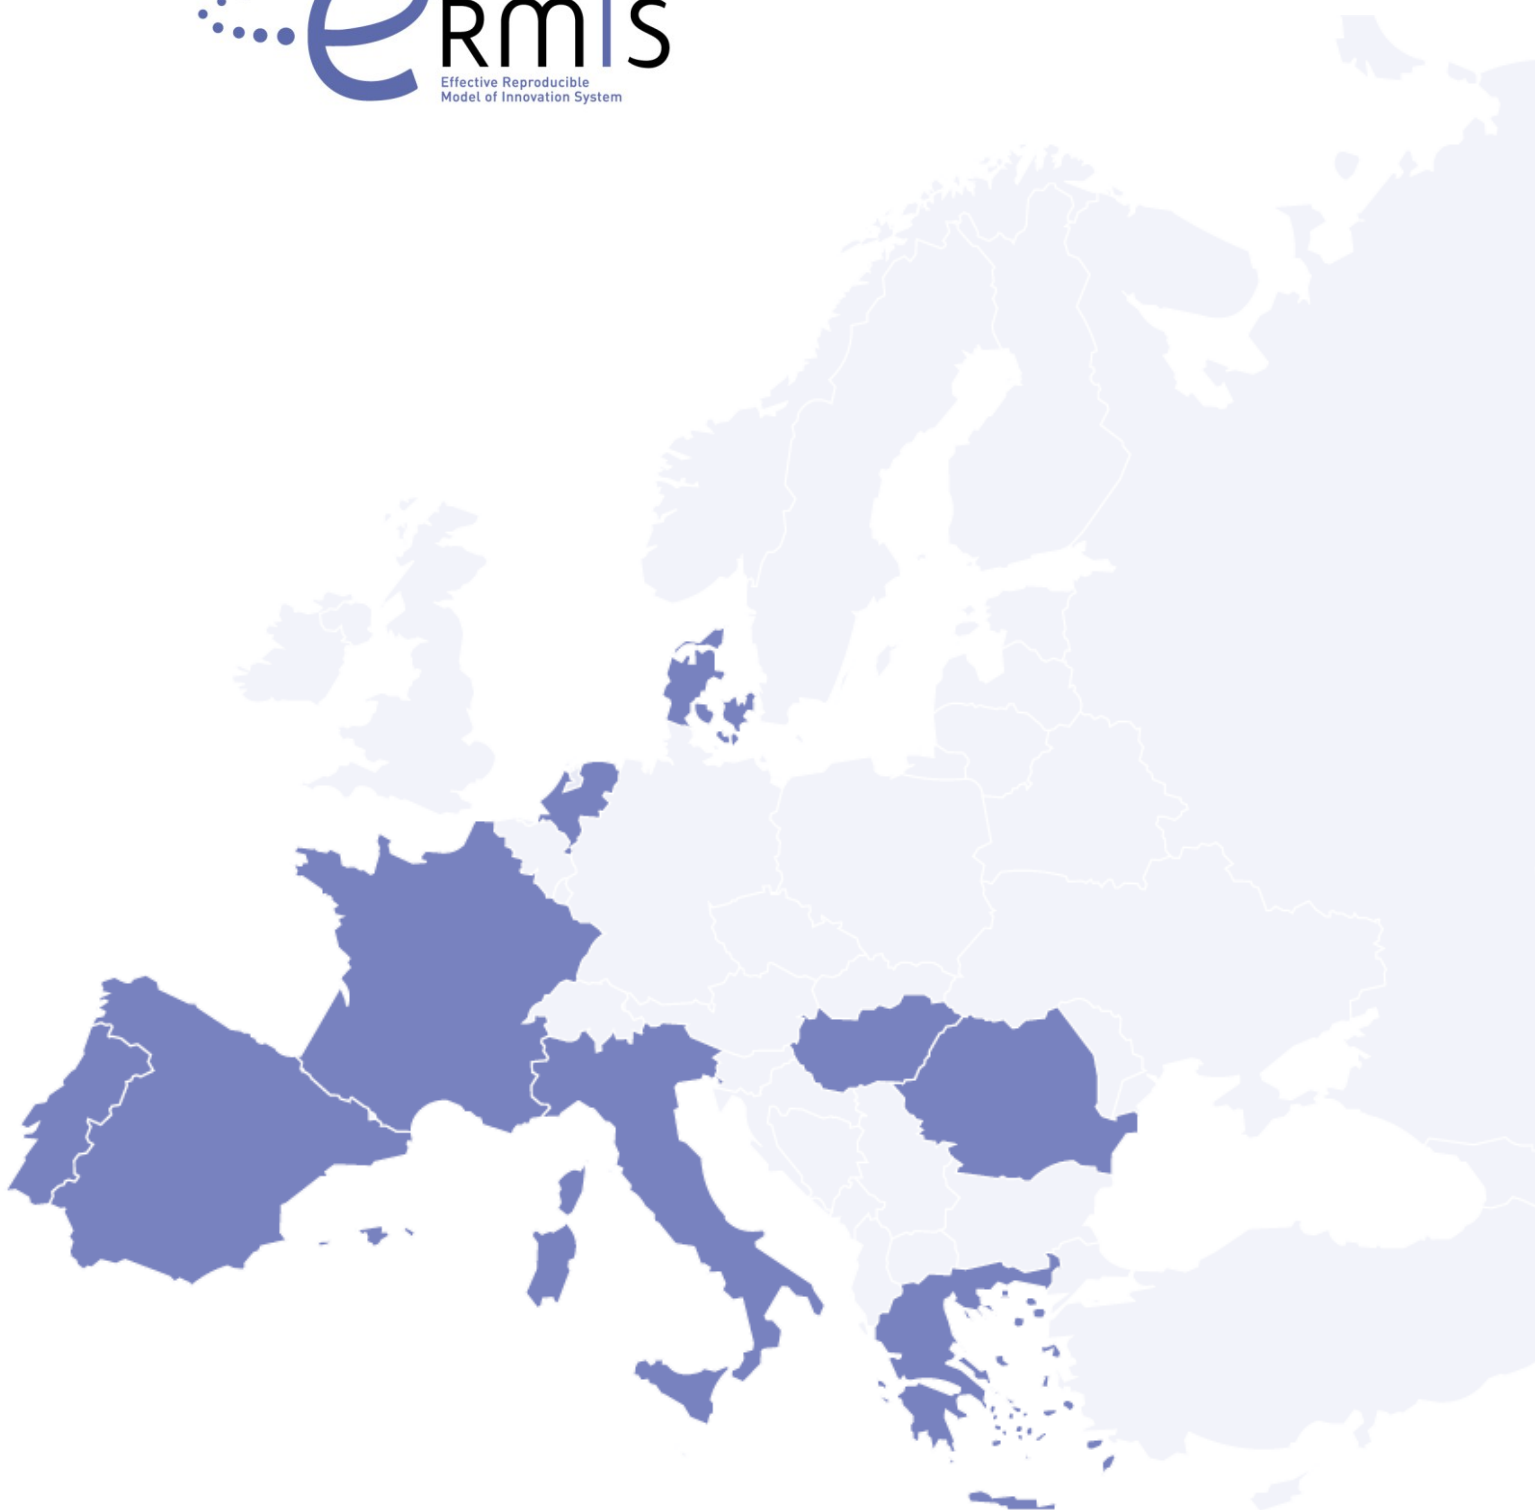 eRMIS
Effective Reproducible
Model of Innovation System